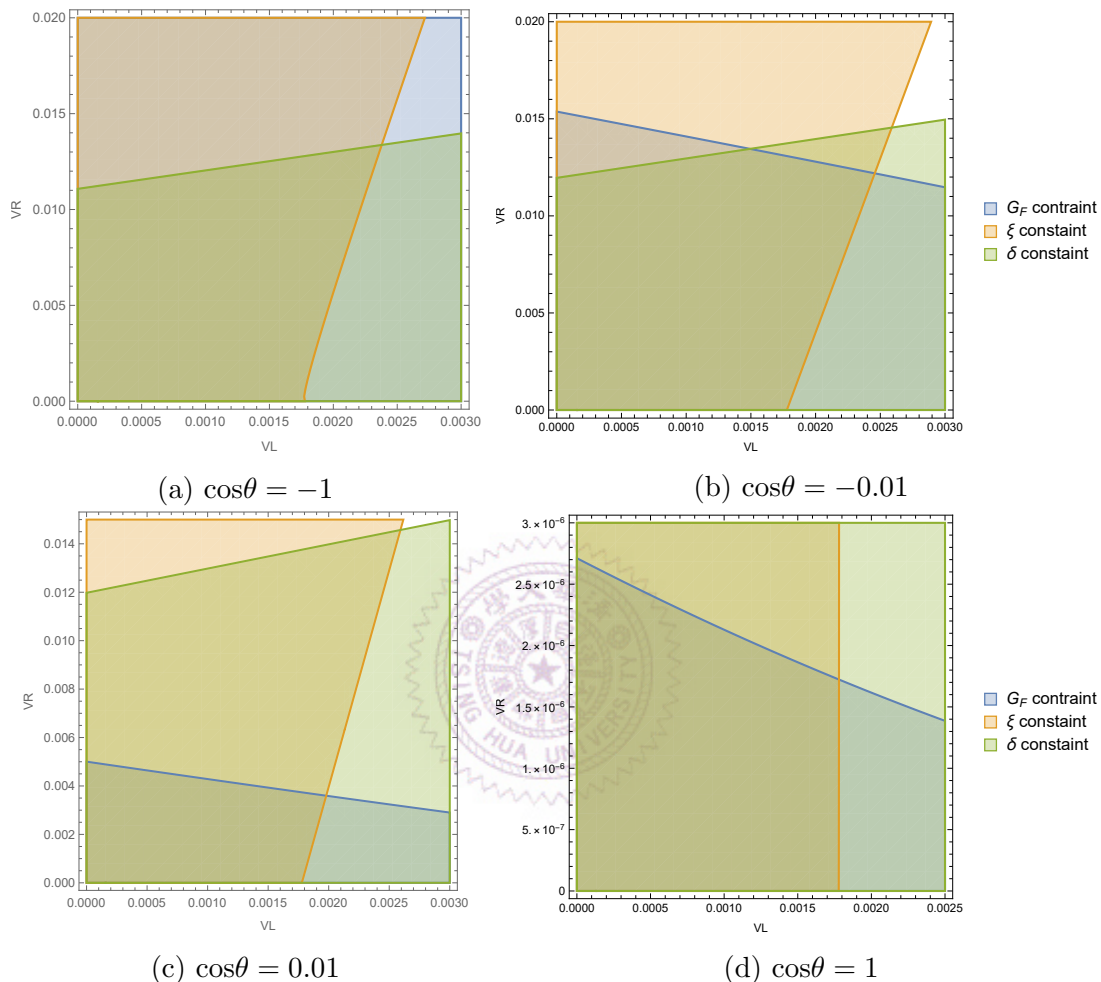 0.020
0.015
0.010
0.005
0.000
VR
0.0000 0.0005 0.0010 0.0015 0.0020 0.0025 0.0030
VL
(a) cosθ = −1
0.020
0.015
0.010
0.005
0.000
VR
0.0000 0.0005 0.0010 0.0015 0.0020 0.0025 0.0030
VL
(b) cosθ = −0.01
G_F contraint
ξ constaint
δ constaint
0.014
0.012
0.010
0.008
0.006
0.004
0.002
0.000
VR
0.0000 0.0005 0.0010 0.0015 0.0020 0.0025 0.0030
VL
(c) cosθ = 0.01
3. × 10⁻⁶
2.5 × 10⁻⁶
2. × 10⁻⁶
1.5 × 10⁻⁶
1. × 10⁻⁶
5. × 10⁻⁷
0
VR
0.0000 0.0005 0.0010 0.0015 0.0020 0.0025
VL
(d) cosθ = 1
G_F contraint
ξ constaint
δ constaint
TSING HUA UNIVERSITY